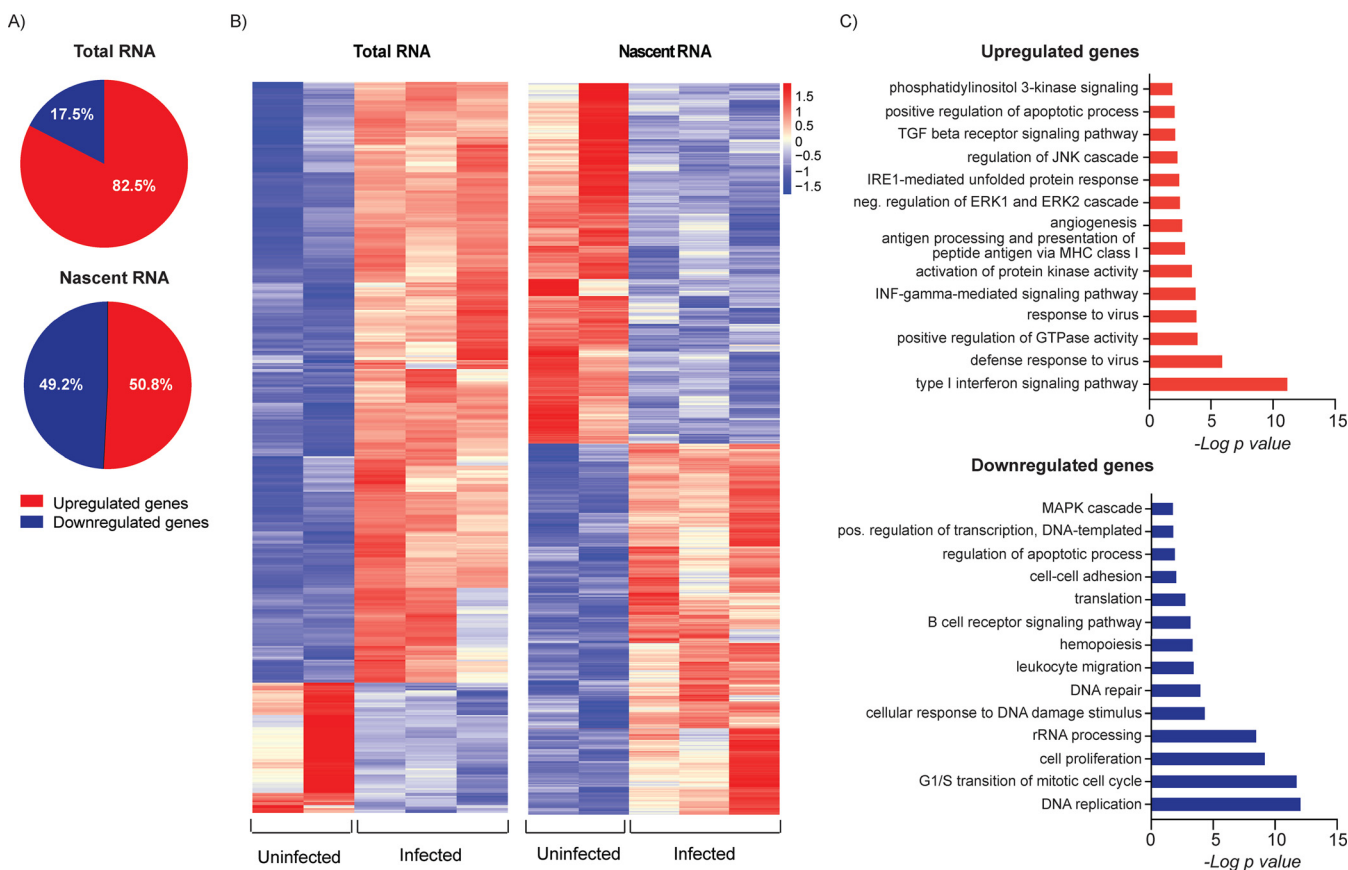 A)
Total RNA
17.5%
82.5%
Nascent RNA
49.2%
50.8%
Upregulated genes
Downregulated genes
B)
Total RNA
Nascent RNA
1.5
1
0.5
0
−0.5
−1
−1.5
Uninfected
Infected
Uninfected
Infected
C)
Upregulated genes
phosphatidylinositol 3-kinase signaling
positive regulation of apoptotic process
TGF beta receptor signaling pathway
regulation of JNK cascade
IRE1-mediated unfolded protein response
neg. regulation of ERK1 and ERK2 cascade
angiogenesis
antigen processing and presentation of
peptide antigen via MHC class I
activation of protein kinase activity
INF-gamma-mediated signaling pathway
response to virus
positive regulation of GTPase activity
defense response to virus
type I interferon signaling pathway
0 5 10 15
-Log p value
Downregulated genes
MAPK cascade
pos. regulation of transcription, DNA-templated
regulation of apoptotic process
cell-cell adhesion
translation
B cell receptor signaling pathway
hemopoiesis
leukocyte migration
DNA repair
cellular response to DNA damage stimulus
rRNA processing
cell proliferation
G1/S transition of mitotic cell cycle
DNA replication
0 5 10 15
-Log p value